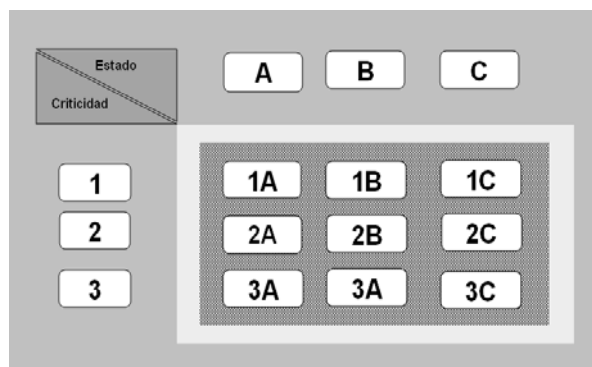 Estado
Criticidad
A B C
1 1A 1B 1C
2 2A 2B 2C
3 3A 3A 3C